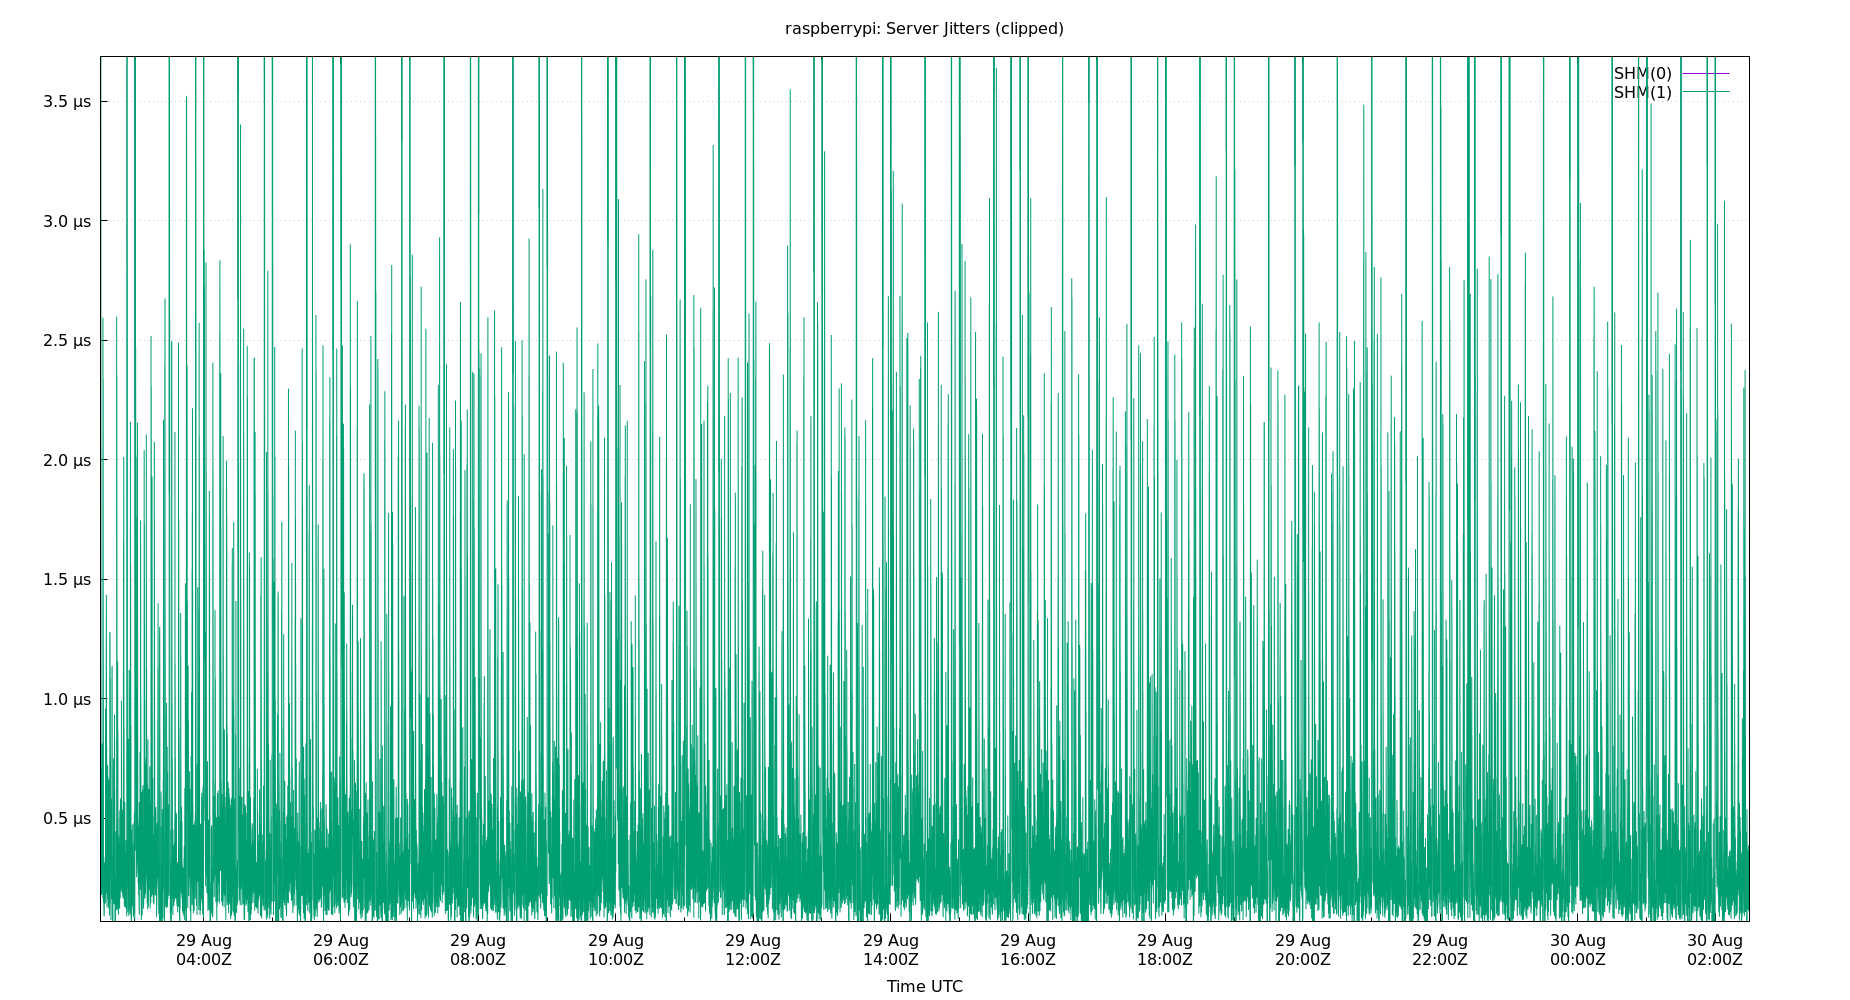 raspberrypi: Server Jitters (clipped)
SHM(0)
SHM(1)
3.5 µs
3.0 µs
2.5 µs
2.0 µs
1.5 µs
1.0 µs
0.5 µs
29 Aug 29 Aug 29 Aug 29 Aug 29 Aug 29 Aug 29 Aug 29 Aug 29 Aug 29 Aug 30 Aug 30 Aug
04:00Z 06:00Z 08:00Z 10:00Z 12:00Z 14:00Z 16:00Z 18:00Z 20:00Z 22:00Z 00:00Z 02:00Z
Time UTC